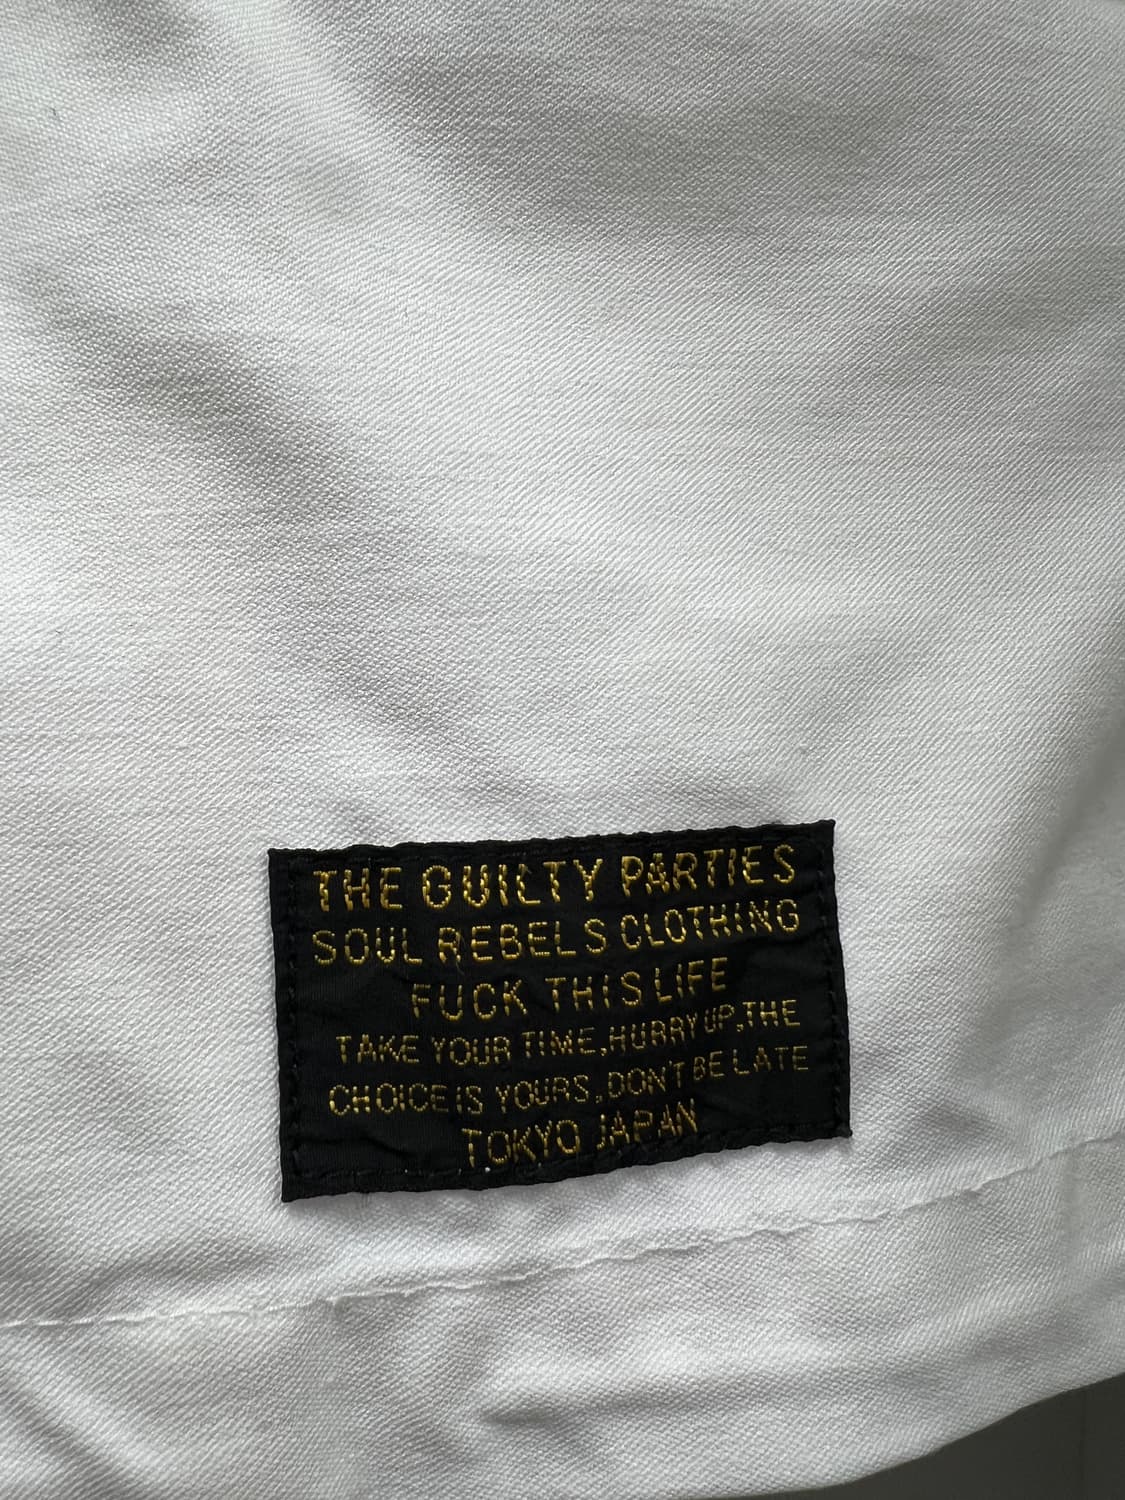 THE GUILTY PARTIES
SOUL REBELS CLOTHING
FUCK THIS LIFE
TAKE YOUR TIME,HURRY UP,THE
CHOICE IS YOURS,DON'T BE LATE
TOKYO JAPAN